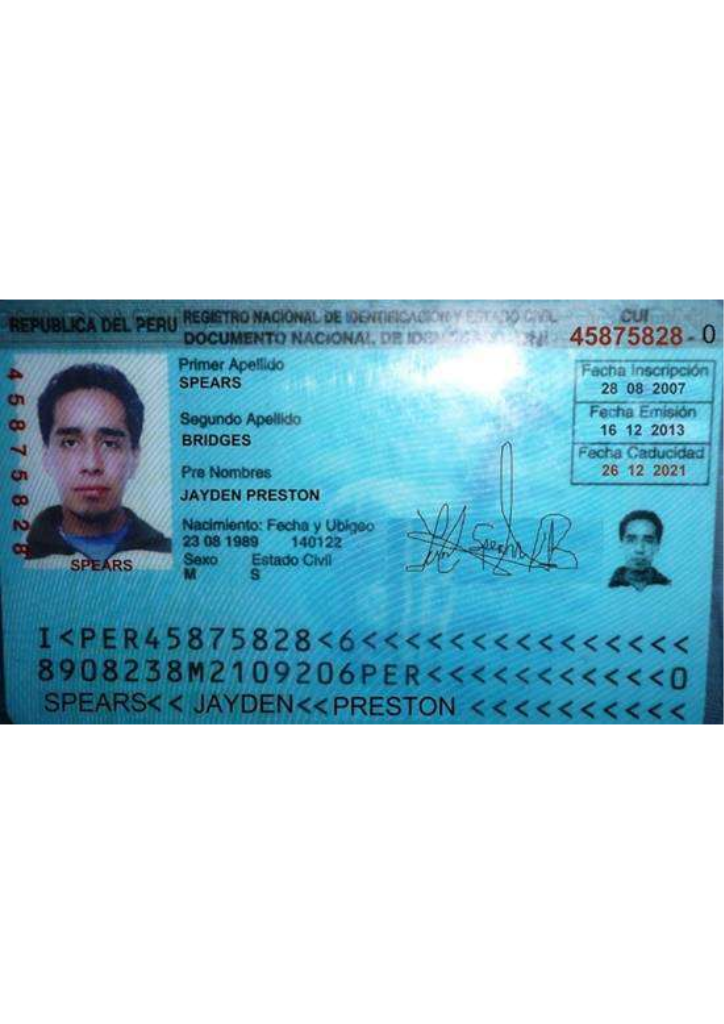 REPUBLICA DEL PERU
REGISTRO NACIONAL DE IDENTIFICACION Y ESTADO CIVIL
DOCUMENTO NACIONAL DE
CUI
45875828 - 0
45875828
SPEARS
Primer Apellido
SPEARS
Segundo Apellido
BRIDGES
Pre Nombres
JAYDEN PRESTON
Nacimiento: Fecha y Ubigeo
23 08 1989 140122
Sexo Estado Civil
M S
Fecha Inscripción
28 08 2007
Fecha Emisión
16 12 2013
Fecha Caducidad
26 12 2021
I<PER45875828<6<<<<<<<<<<<<<<<
8908238M2109206PER<<<<<<<<<<<0
SPEARS<< JAYDEN<<PRESTON <<<<<<<<<<